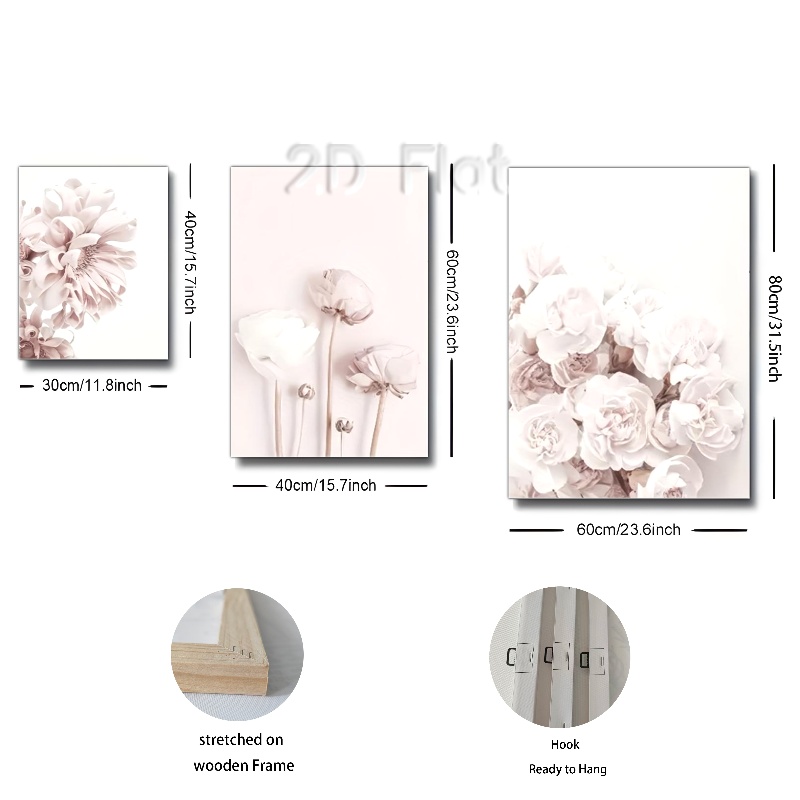 2D Flat
40cm/15.7inch
30cm/11.8inch
60cm/23.6inch
40cm/15.7inch
80cm/31.5inch
60cm/23.6inch
stretched on
wooden Frame
Hook
Ready to Hang